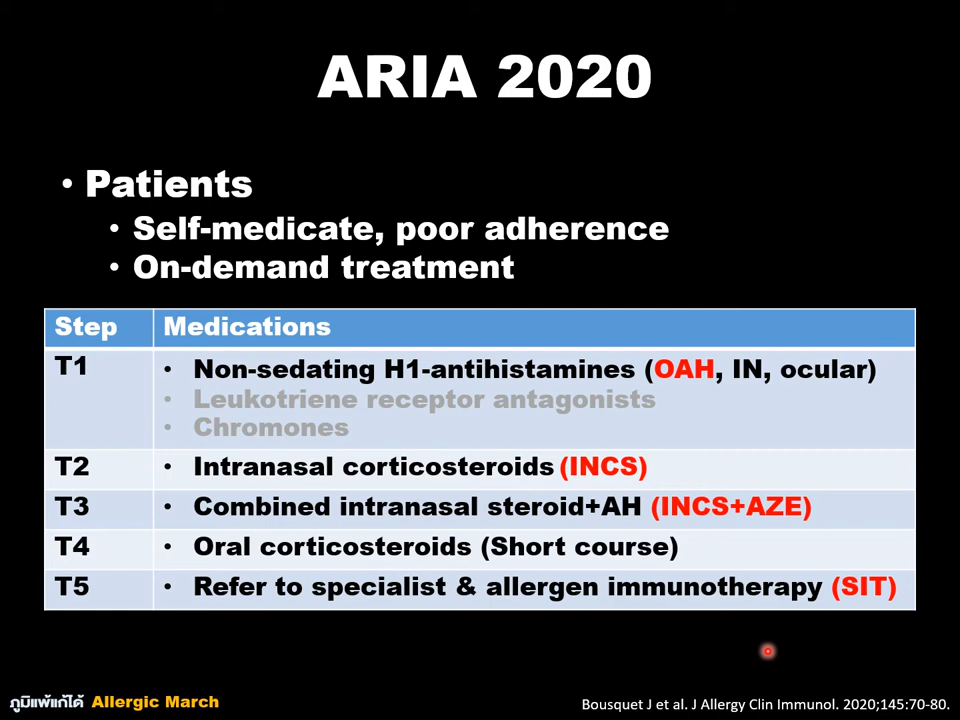 ARIA 2020
• Patients
• Self-medicate, poor adherence
• On-demand treatment
Step Medications
T1 • Non-sedating H1-antihistamines (OAH, IN, ocular)
• Leukotriene receptor antagonists
• Chromones
T2 • Intranasal corticosteroids (INCS)
T3 • Combined intranasal steroid+AH (INCS+AZE)
T4 • Oral corticosteroids (Short course)
T5 • Refer to specialist & allergen immunotherapy (SIT)
ภูมิแพ้แก้ได้ Allergic March
Bousquet J et al. J Allergy Clin Immunol. 2020;145:70-80.